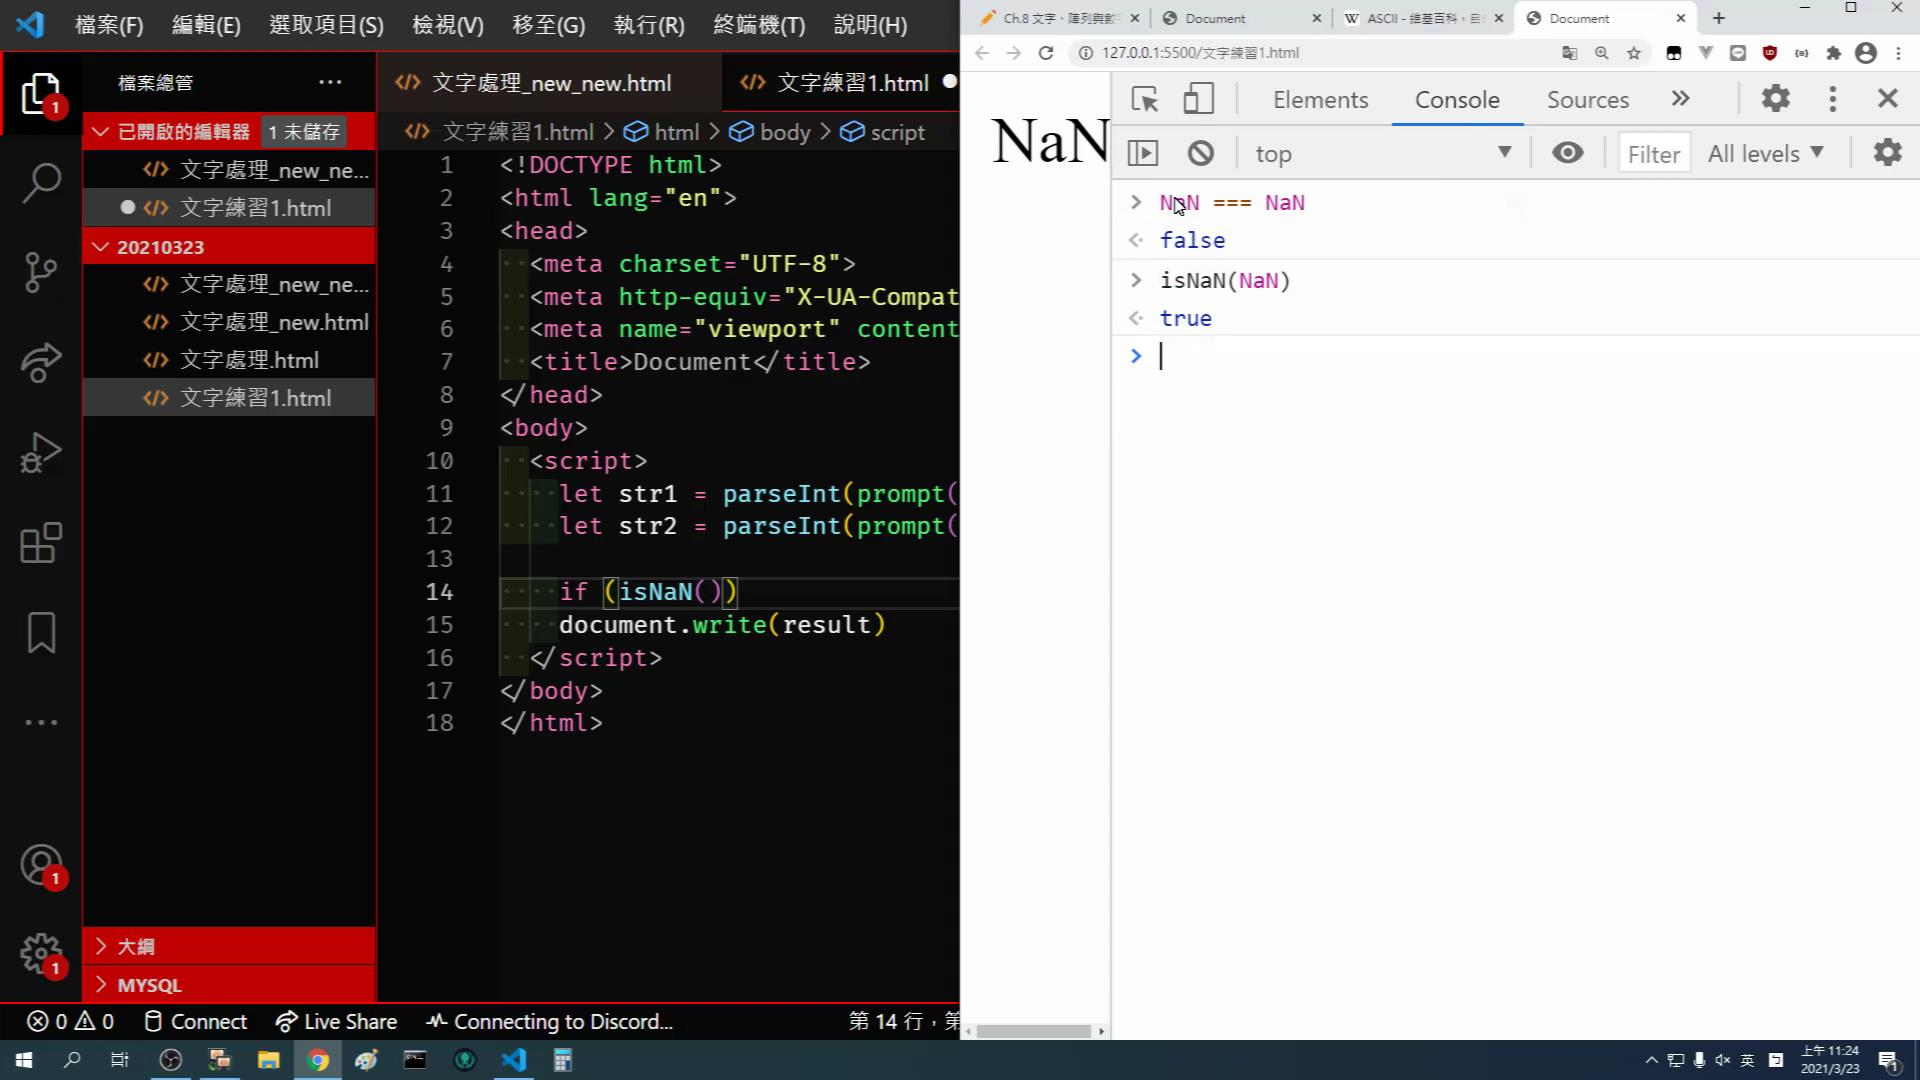 檔案(F) 編輯(E) 選取項目(S) 檢視(V) 移至(G) 執行(R) 終端機(T) 說明(H)
檔案總管 ···
已開啟的編輯器 1 未儲存
文字處理_new_ne...
文字練習1.html
20210323
文字處理_new_ne...
文字處理_new.html
文字處理.html
文字練習1.html
大綱
MYSQL
1
1
1
文字處理_new_new.html 文字練習1.html
文字練習1.html > html > body > script
1 <!DOCTYPE html>
2 <html lang="en">
3 <head>
4 <meta charset="UTF-8">
5 <meta http-equiv="X-UA-Compat
6 <meta name="viewport" content
7 <title>Document</title>
8 </head>
9 <body>
10 <script>
11 let str1 = parseInt(prompt(
12 let str2 = parseInt(prompt(
13
14 if (isNaN())
15 document.write(result)
16 </script>
17 </body>
18 </html>
0 0 Connect Live Share Connecting to Discord... 第 14 行，第
Ch.8 文字、陣列與數 Document ASCII - 維基百科，自 Document
127.0.0.1:5500/文字練習1.html
NaN
Elements Console Sources
top Filter All levels
> NaN === NaN
false
> isNaN(NaN)
true
>
英 上午 11:24
2021/3/23
1